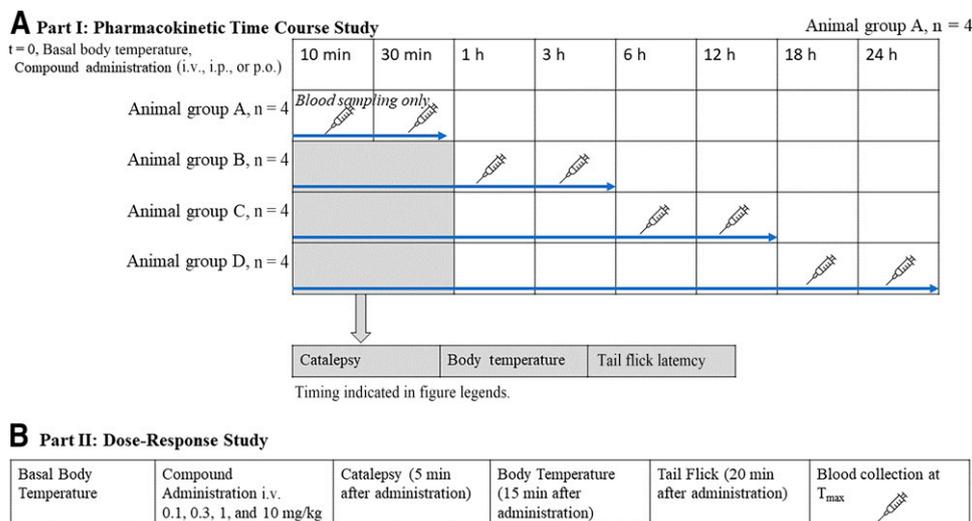 A Part I: Pharmacokinetic Time Course Study
Animal group A, n = 4
t = 0, Basal body temperature,
Compound administration (i.v., i.p., or p.o.)
10 min 30 min 1 h 3 h 6 h 12 h 18 h 24 h
Animal group A, n = 4 Blood sampling only
Animal group B, n = 4
Animal group C, n = 4
Animal group D, n = 4
Catalepsy Body temperature Tail flick latemcy
Timing indicated in figure legends.
B Part II: Dose-Response Study
Basal Body Temperature
Compound Administration i.v. 0.1, 0.3, 1, and 10 mg/kg
Catalepsy (5 min after administration)
Body Temperature (15 min after administration)
Tail Flick (20 min after administration)
Blood collection at Tmax